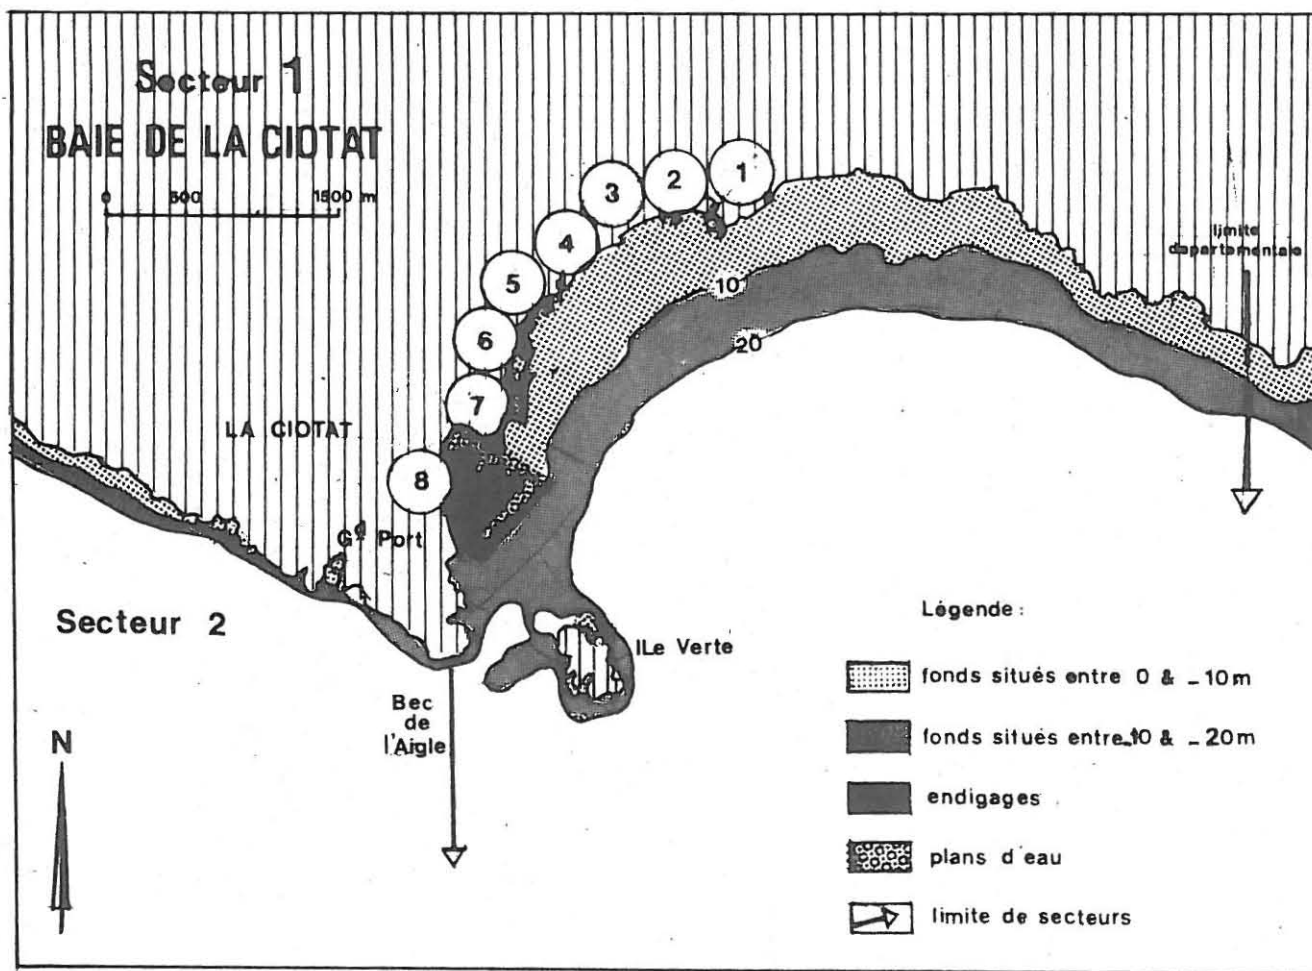 Secteur 1
BAIE DE LA CIOTAT
0 500 1500 m
1
2
3
4
5
6
7
8
10
20
limite
départementale
LA CIOTAT
Gd Port
Secteur 2
ILe Verte
Bec
de
l'Aigle
N
Légende :
fonds situés entre 0 & _ 10 m
fonds situés entre _10 & _ 20m
endigages
plans d'eau
limite de secteurs